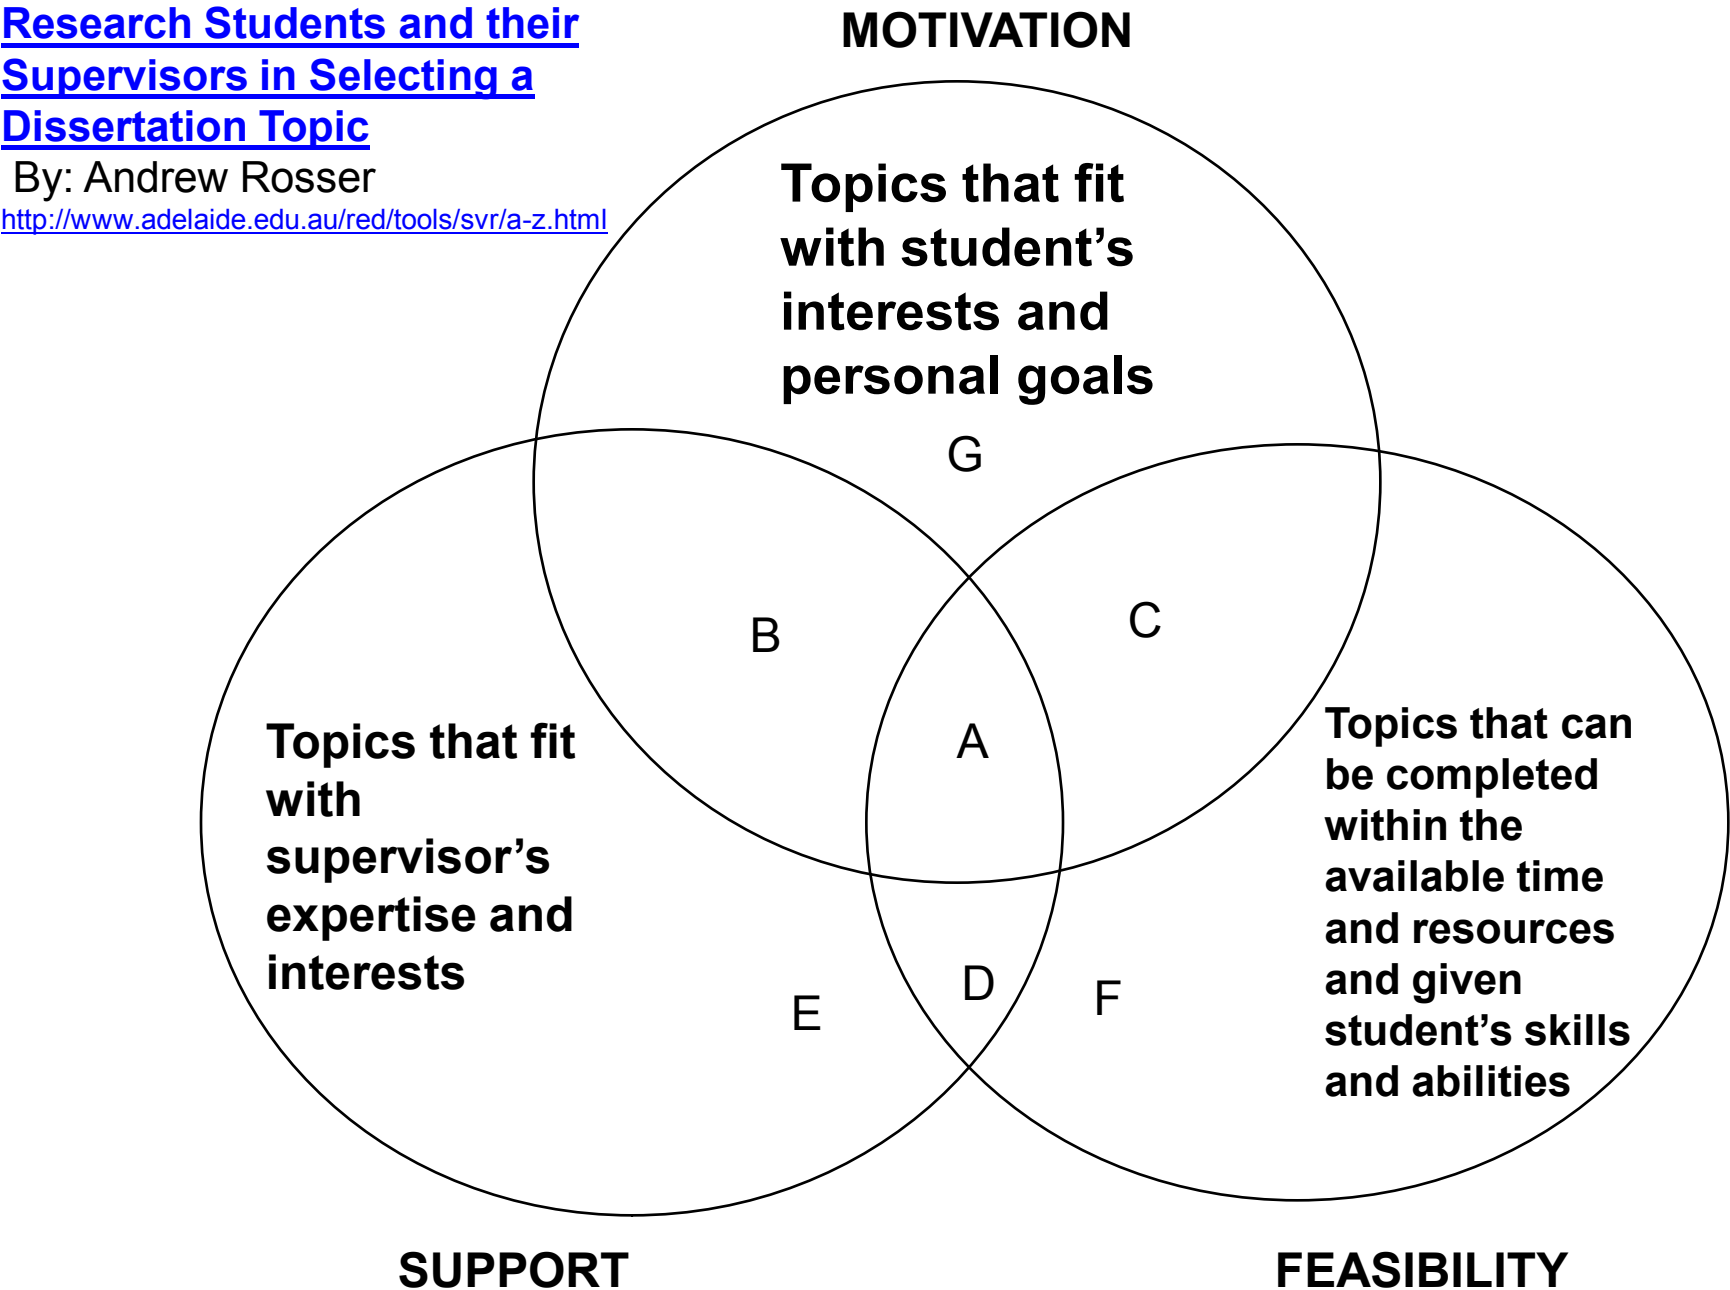 Research Students and their
Supervisors in Selecting a
Dissertation Topic
By: Andrew Rosser
http://www.adelaide.edu.au/red/tools/svr/a-z.html
MOTIVATION
Topics that fit
with student’s
interests and
personal goals
G
B
C
A
Topics that fit
with
supervisor’s
expertise and
interests
Topics that can
be completed
within the
available time
and resources
and given
student’s skills
and abilities
E
D
F
SUPPORT
FEASIBILITY